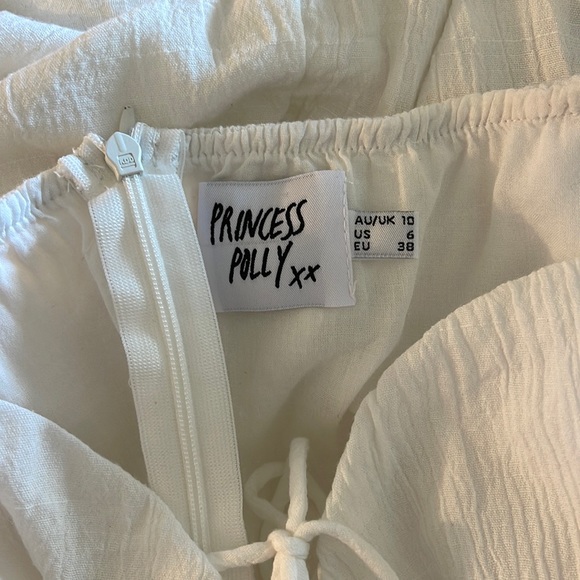 PRINCESS
POLLY xx
AU/UK 10
US 6
EU 38